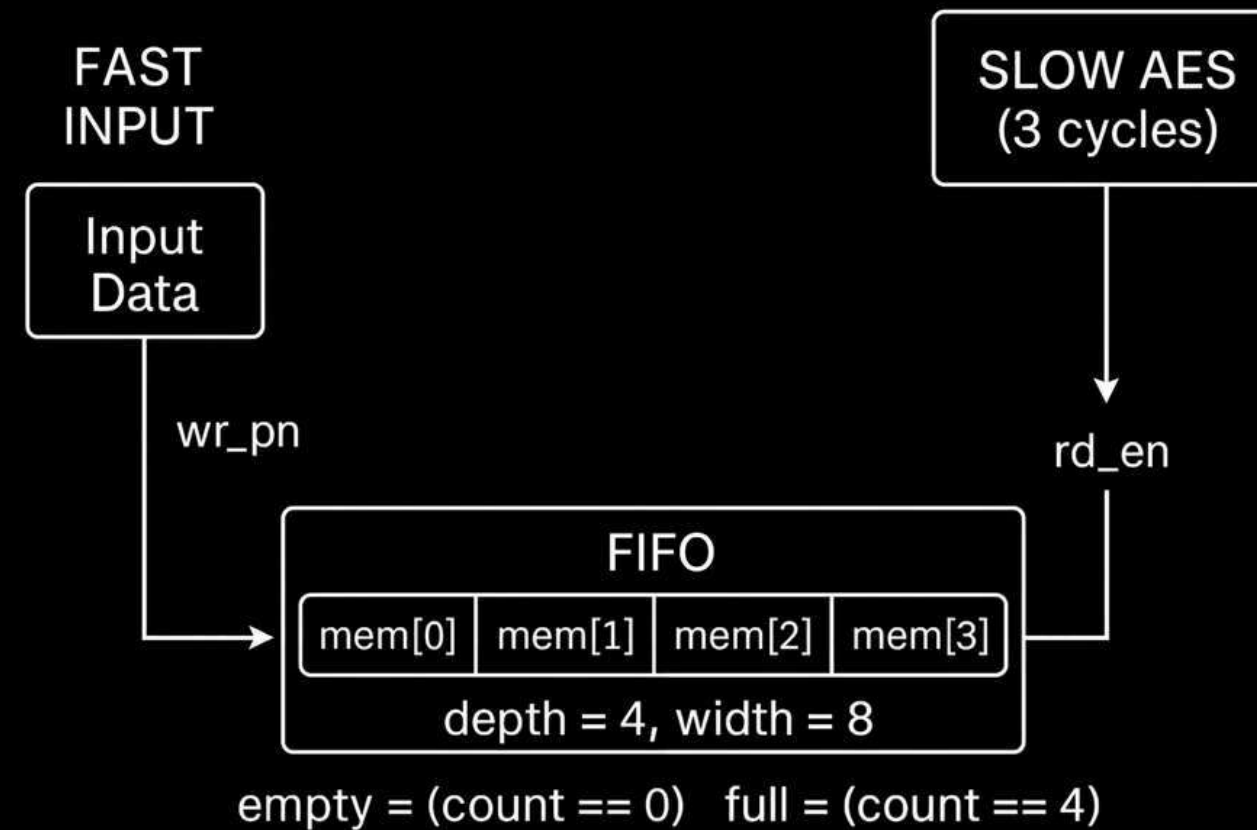 FAST
INPUT
Input
Data
wr_pn
SLOW AES
(3 cycles)
rd_en
FIFO
mem[0] mem[1] mem[2] mem[3]
depth = 4, width = 8
empty = (count == 0) full = (count == 4)